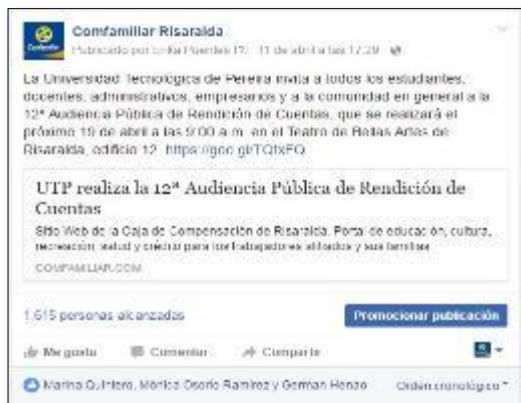 Comfamiliar Risaralda
Publicado por Erika Puentes · 11 de abril a las 17:29
La Universidad Tecnológica de Pereira invita a todos los estudiantes,
docentes, administrativos, empresarios y a la comunidad en general a la
12ª Audiencia Pública de Rendición de Cuentas, que se realizará el
próximo 19 de abril a las 9:00 a.m. en el Teatro de Bellas Artes de
Risaralda, edificio 12.
UTP realiza la 12ª Audiencia Pública de Rendición de
Cuentas
Sitio Web de la Caja de Compensación de Risaralda. Portal de educación, cultura,
recreación, salud y crédito para los trabajadores afiliados y sus familias
COMFAMILIAR.COM
1,615 personas alcanzadas
Promocionar publicación
Me gusta Comentar Compartir
Marina Quintero, Mónica Osorio Ramírez y German Henao
Orden cronológico